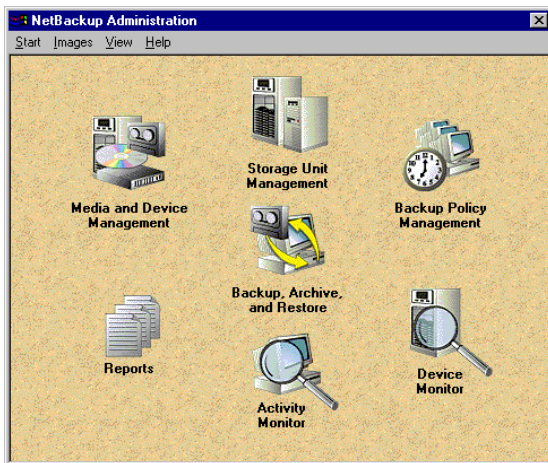 NetBackup Administration
Start Images View Help
Storage Unit
Management
Media and Device
Management
Backup Policy
Management
Backup, Archive,
and Restore
Reports
Device
Monitor
Activity
Monitor